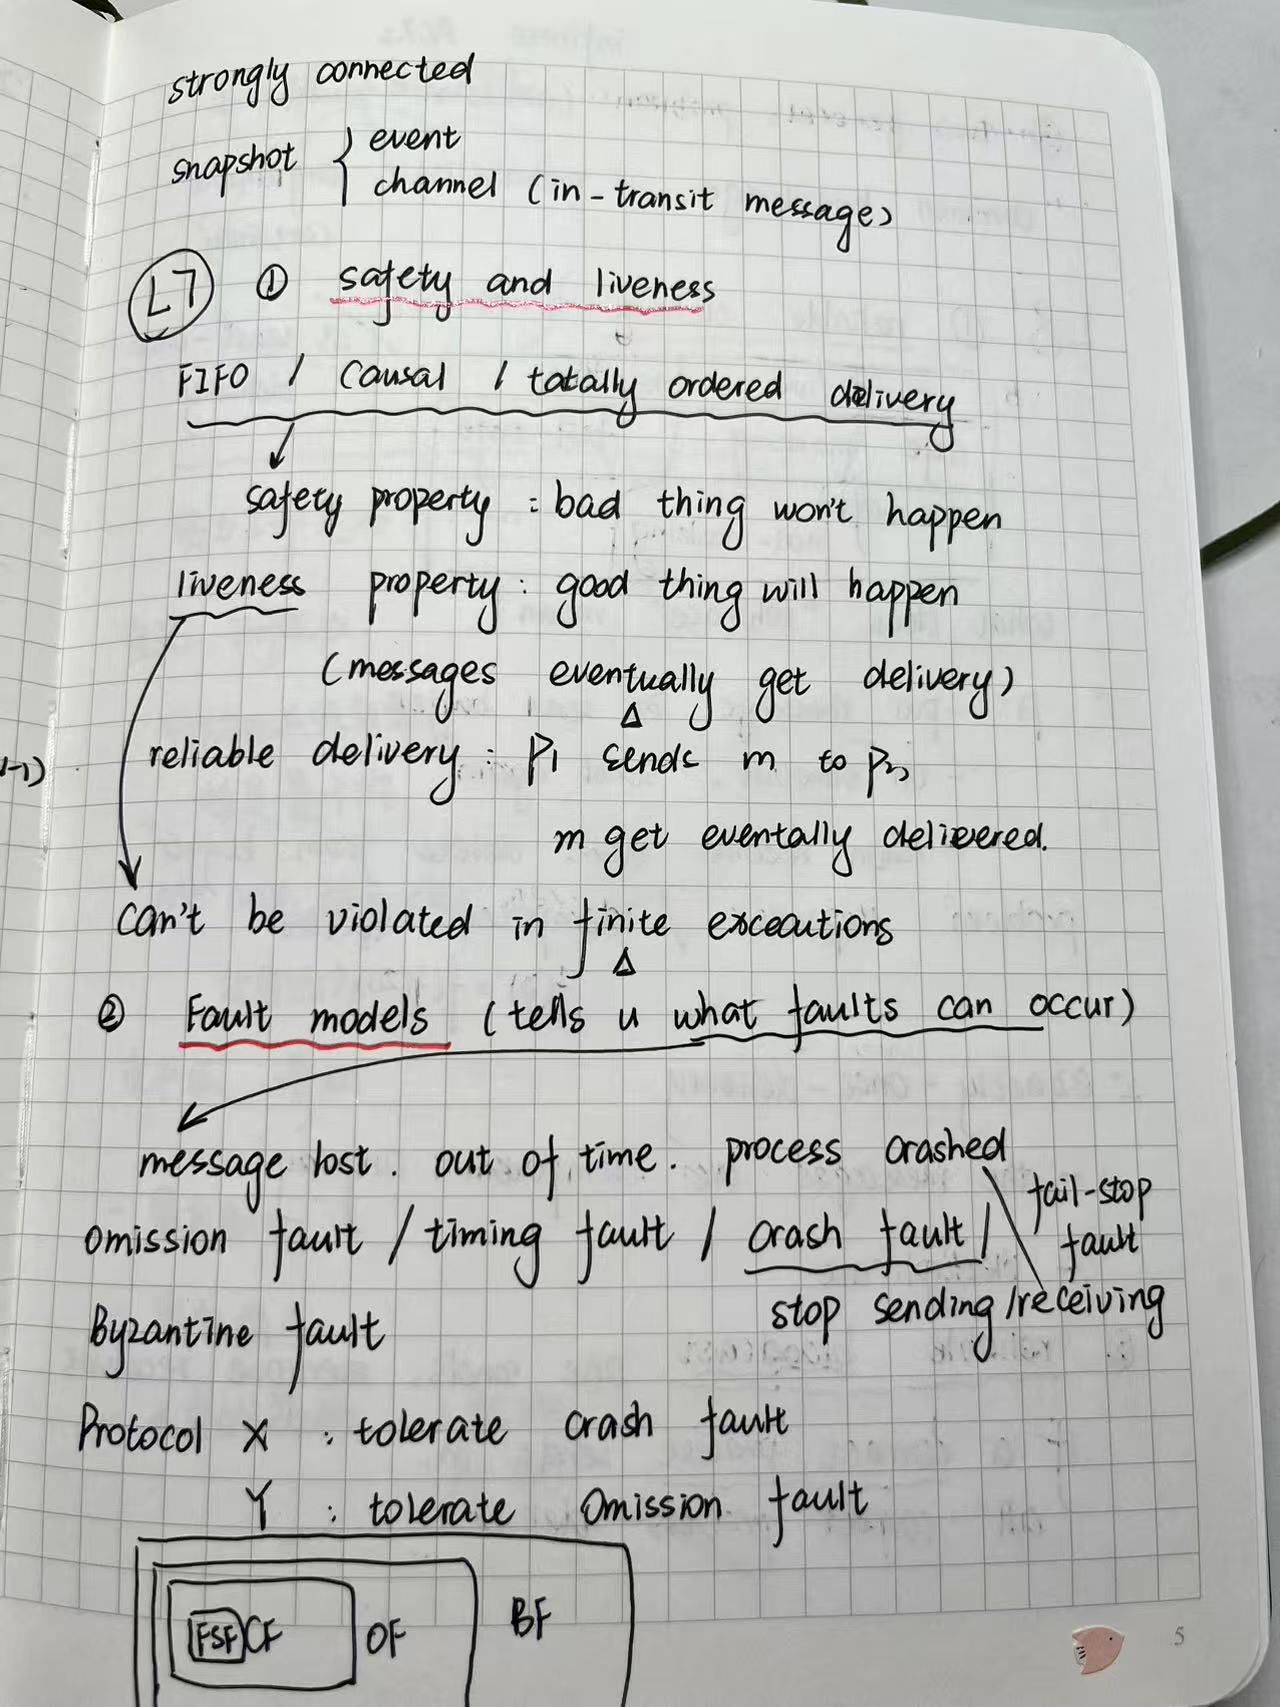 strongly connected
snapshot { event
channel (in-transit message)
L7 ① safety and liveness
FIFO / causal / totally ordered delivery
safety property : bad thing won't happen
liveness property : good thing will happen
(messages eventually get delivery)
Δ
reliable delivery : P1 sends m to P2,
m get eventally delivered.
can't be violated in finite exceoutions
Δ
② Fault models (tells u what faults can occur)
message lost. out of time. process crashed
omission fault / timing fault / crash fault / fail-stop fault
stop sending/receiving
Byzantine fault
Protocol X : tolerate crash fault
Y : tolerate omission fault
FSF CF OF BF
5